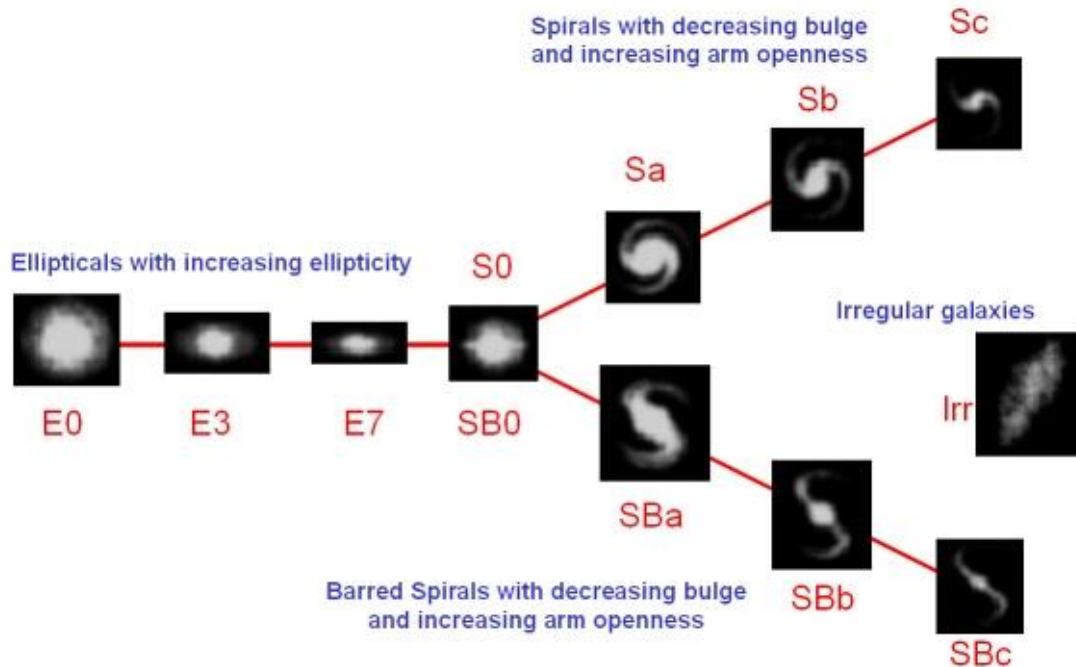 Spirals with decreasing bulge
and increasing arm openness
Sc
Sb
Sa
Ellipticals with increasing ellipticity
S0
Irregular galaxies
Irr
E0
E3
E7
SB0
SBa
Barred Spirals with decreasing bulge
and increasing arm openness
SBb
SBc